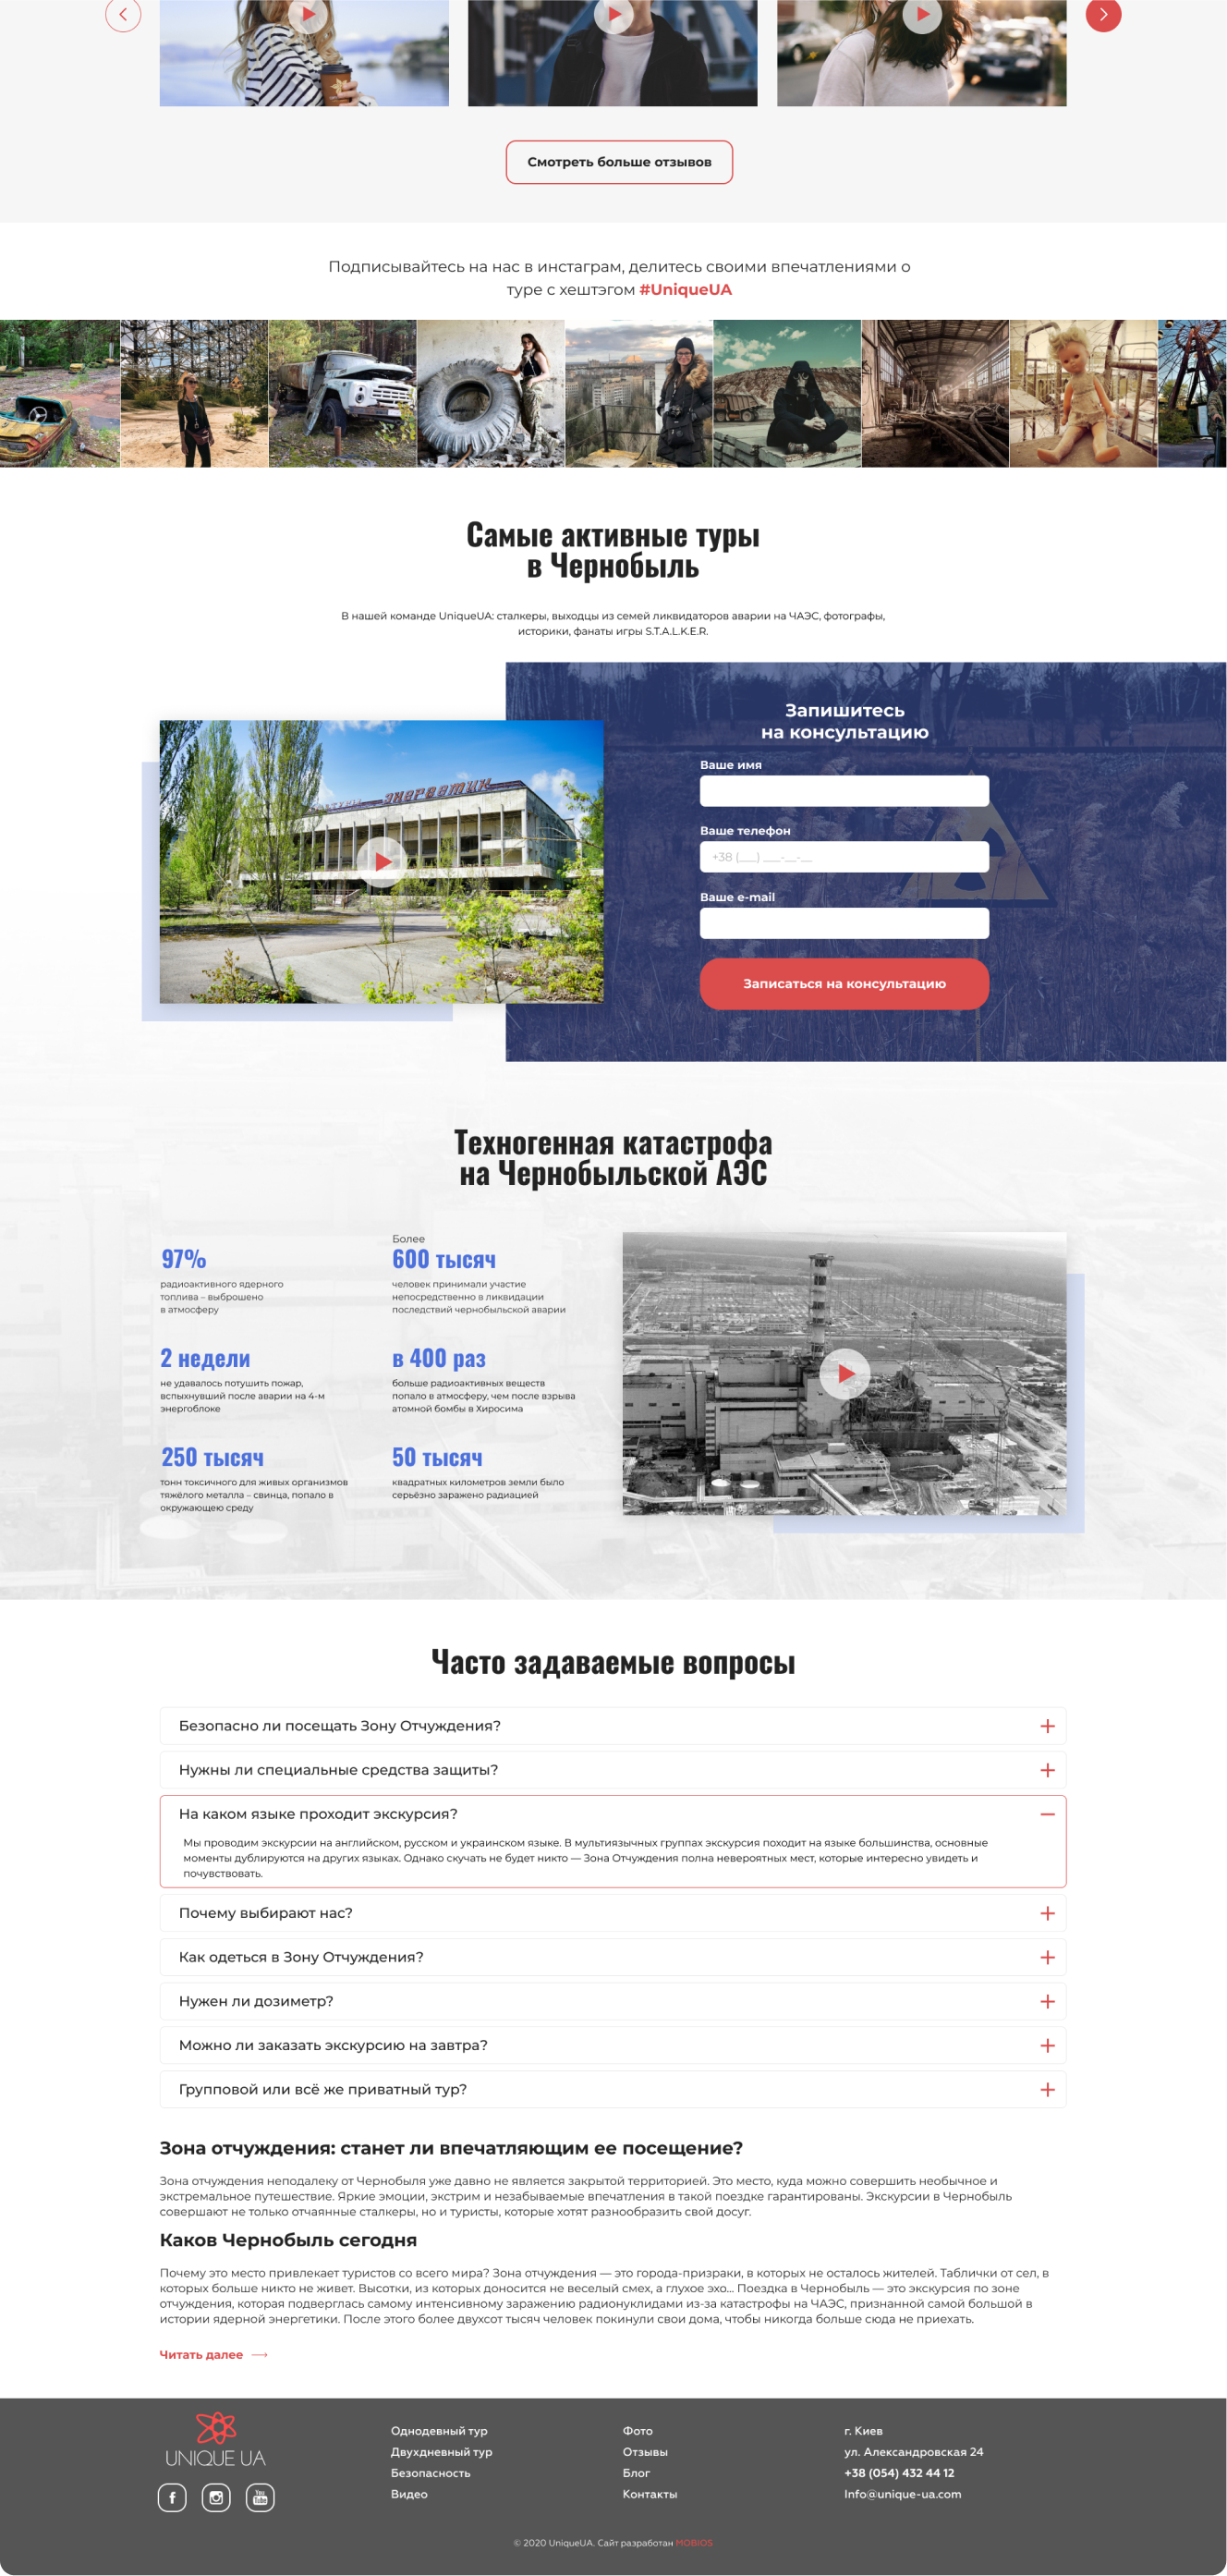 Смотреть больше отзывов
Подписывайтесь на нас в инстаграм, делитесь своими впечатлениями о
туре с хештэгом #UniqueUA
Самые активные туры
в Чернобыль
В нашей команде UniqueUA: сталкеры, выходцы из семей ликвидаторов аварии на ЧАЭС, фотографы,
историки, фанаты игры S.T.A.L.K.E.R.
энергетик
Запишитесь
на консультацию
Ваше имя
Ваше телефон
+38 (___) ___-__-__
Ваше e-mail
Записаться на консультацию
Техногенная катастрофа
на Чернобыльской АЭС
97%
радиоактивного ядерного
топлива – выброшено
в атмосферу
Более
600 тысяч
человек принимали участие
непосредственно в ликвидации
последствий чернобыльской аварии
2 недели
не удавалось потушить пожар,
вспыхнувший после аварии на 4-м
энергоблоке
в 400 раз
больше радиоактивных веществ
попало в атмосферу, чем после взрыва
атомной бомбы в Хиросима
250 тысяч
тонн токсичного для живых организмов
тяжёлого металла – свинца, попало в
окружающею среду
50 тысяч
квадратных километров земли было
серьёзно заражено радиацией
Часто задаваемые вопросы
Безопасно ли посещать Зону Отчуждения?
Нужны ли специальные средства защиты?
На каком языке проходит экскурсия?
Мы проводим экскурсии на английском, русском и украинском языке. В мультиязычных группах экскурсия походит на языке большинства, основные
моменты дублируются на других языках. Однако скучать не будет никто — Зона Отчуждения полна невероятных мест, которые интересно увидеть и
почувствовать.
Почему выбирают нас?
Как одеться в Зону Отчуждения?
Нужен ли дозиметр?
Можно ли заказать экскурсию на завтра?
Групповой или всё же приватный тур?
Зона отчуждения: станет ли впечатляющим ее посещение?
Зона отчуждения неподалеку от Чернобыля уже давно не является закрытой территорией. Это место, куда можно совершить необычное и
экстремальное путешествие. Яркие эмоции, экстрим и незабываемые впечатления в такой поездке гарантированы. Экскурсии в Чернобыль
совершают не только отчаянные сталкеры, но и туристы, которые хотят разнообразить свой досуг.
Каков Чернобыль сегодня
Почему это место привлекает туристов со всего мира? Зона отчуждения — это города-призраки, в которых не осталось жителей. Таблички от сел, в
которых больше никто не живет. Высотки, из которых доносится не веселый смех, а глухое эхо... Поездка в Чернобыль — это экскурсия по зоне
отчуждения, которая подверглась самому интенсивному заражению радионуклидами из-за катастрофы на ЧАЭС, признанной самой большой в
истории ядерной энергетики. После этого более двухсот тысяч человек покинули свои дома, чтобы никогда больше сюда не приехать.
Читать далее
UNIQUE UA
You
Tube
Однодевный тур
Двухдневный тур
Безопасность
Видео
Фото
Отзывы
Блог
Контакты
г. Киев
ул. Александровская 24
+38 (054) 432 44 12
Info@unique-ua.com
© 2020 UniqueUA. Сайт разработан MOBIOS